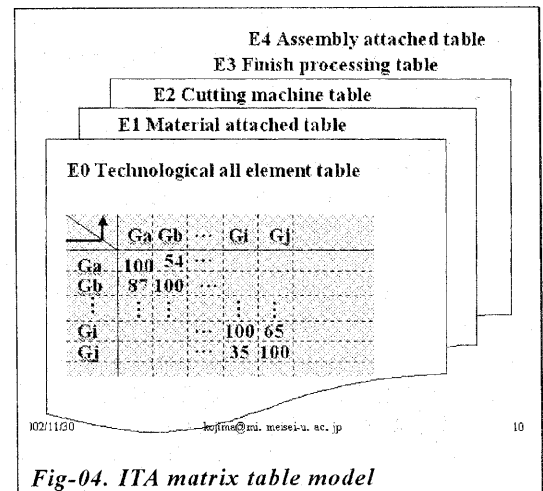 E4 Assembly attached table
E3 Finish processing table
E2 Cutting machine table
E1 Material attached table
E0 Technological all element table
Ga Gb ... Gi Gj
Ga 100 54 ...
Gb 87 100 ...
⋮ ⋮ ⋮ ⋮ ⋮
Gi ... 100 65
Gj ... 35 100
02/11/30 kojima@mi. meisei-u. ac. jp 10
Fig-04. ITA matrix table model